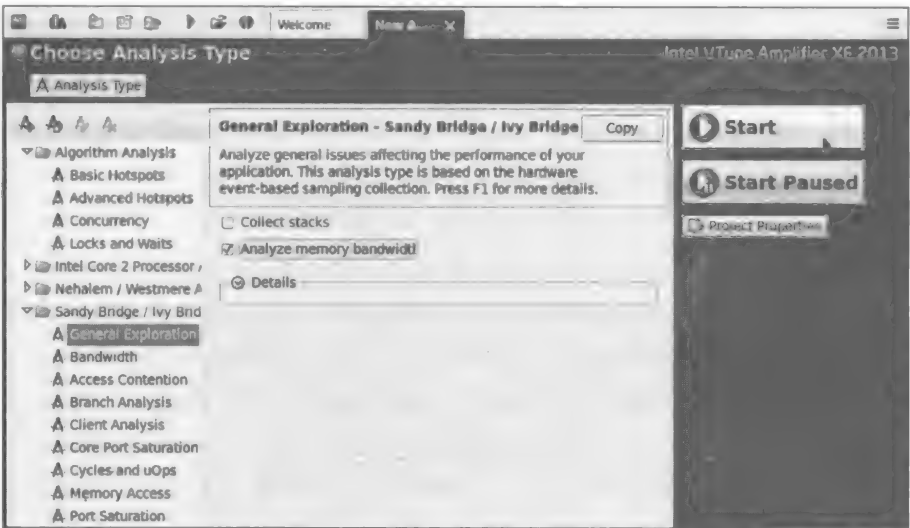 Welcome
New A
Choose Analysis Type
Intel VTune Amplifier XE 2013
Analysis Type
Algorithm Analysis
Basic Hotspots
Advanced Hotspots
Concurrency
Locks and Waits
Intel Core 2 Processor
Nehalem / Westmere A
Sandy Bridge / Ivy Brid
General Exploration
Bandwidth
Access Contention
Branch Analysis
Client Analysis
Core Port Saturation
Cycles and uOps
Memory Access
Port Saturation
General Exploration - Sandy Bridge / Ivy Bridge
Copy
Analyze general issues affecting the performance of your
application. This analysis type is based on the hardware
event-based sampling collection. Press F1 for more details.
Collect stacks
Analyze memory bandwidth
Details
Start
Start Paused
Project Properties